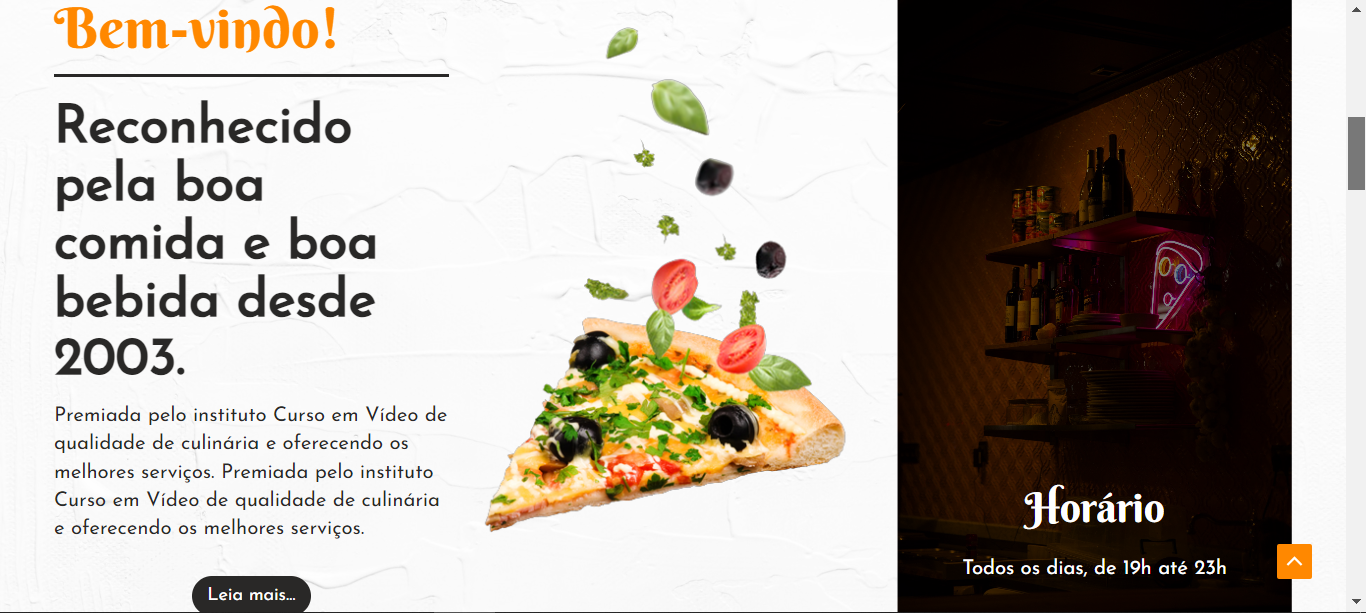 Bem-vindo!
Reconhecido
pela boa
comida e boa
bebida desde
2003.
Premiada pelo instituto Curso em Vídeo de
qualidade de culinária e oferecendo os
melhores serviços. Premiada pelo instituto
Curso em Vídeo de qualidade de culinária
e oferecendo os melhores serviços.
Leia mais...
Horário
Todos os dias, de 19h até 23h